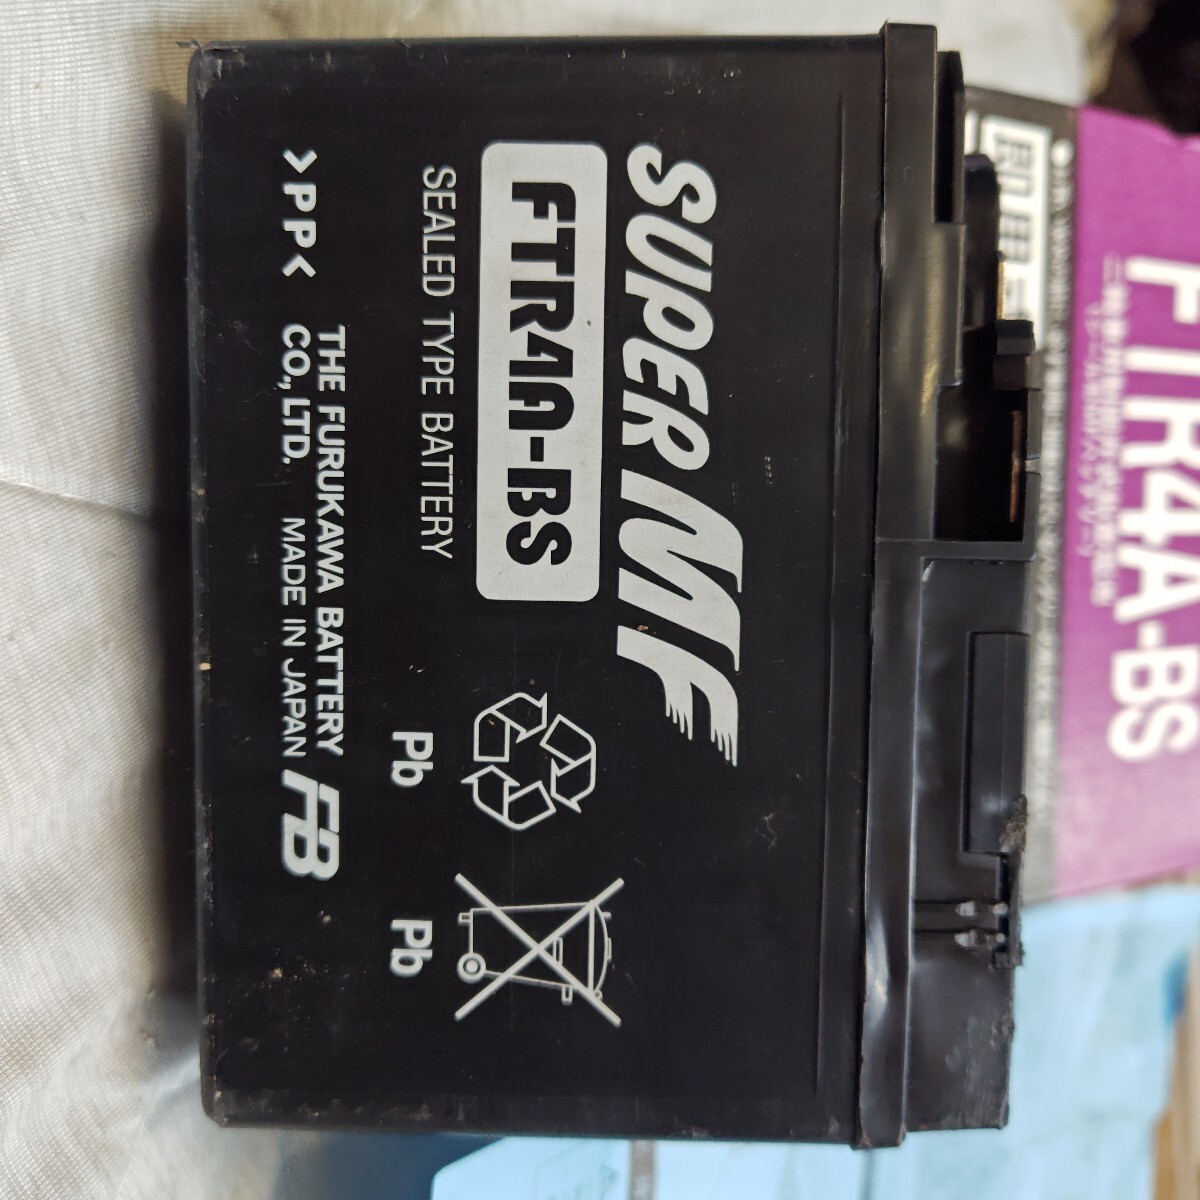 SUPER MF
FTR4A-BS
SEALED TYPE BATTERY
Pb
Pb
THE FURUKAWA BATTERY
CO., LTD. MADE IN JAPAN
FB
>PP<
FTR4A-BS